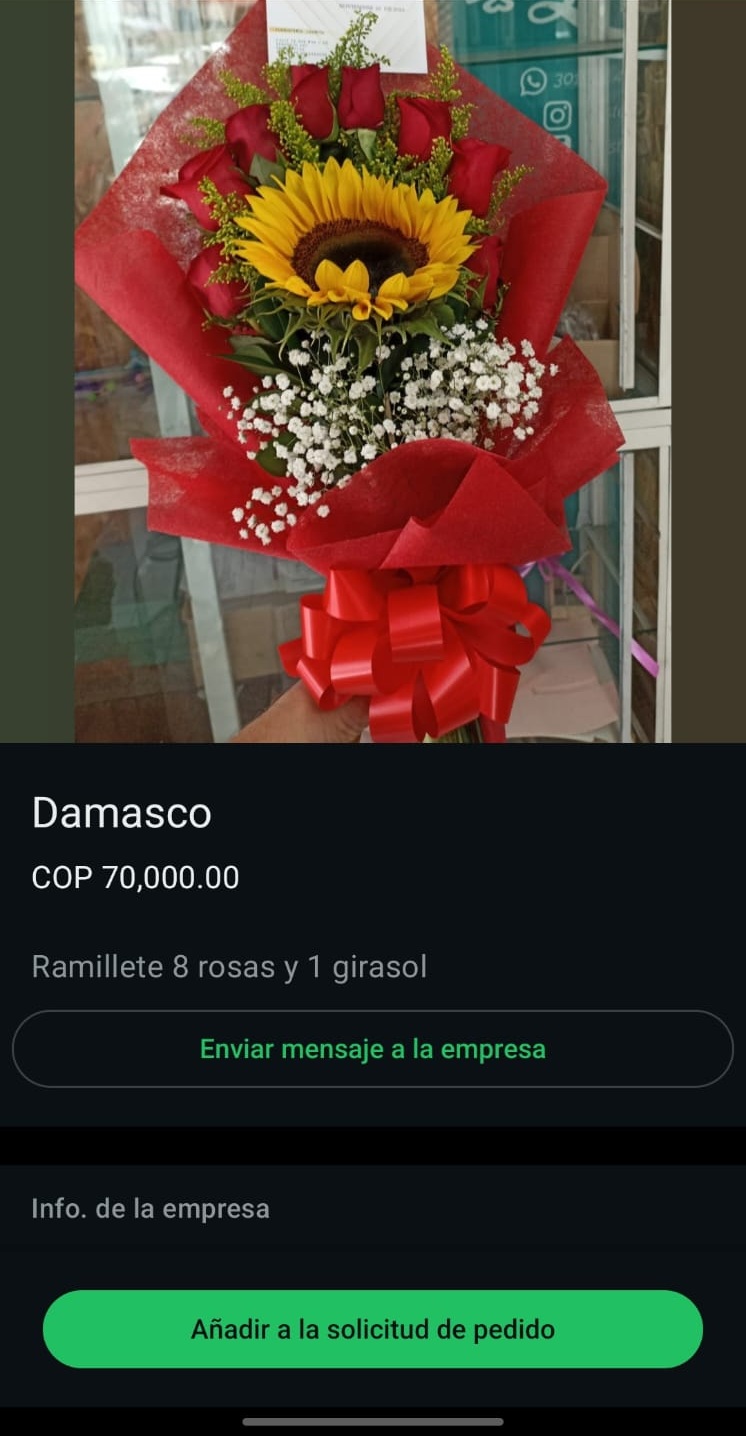 30
Damasco
COP 70,000.00
Ramillete 8 rosas y 1 girasol
Enviar mensaje a la empresa
Info. de la empresa
Añadir a la solicitud de pedido